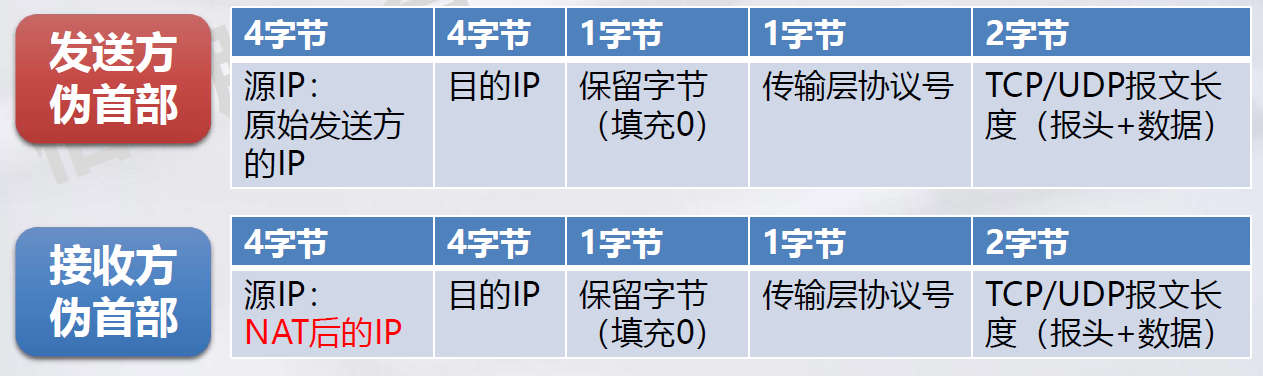 发送方
伪首部
4字节 4字节 1字节 1字节 2字节
源IP： 目的IP 保留字节 传输层协议号 TCP/UDP报文长
原始发送方 （填充0） 度（报头+数据）
的IP
接收方
伪首部
4字节 4字节 1字节 1字节 2字节
源IP： 目的IP 保留字节 传输层协议号 TCP/UDP报文长
NAT后的IP （填充0） 度（报头+数据）